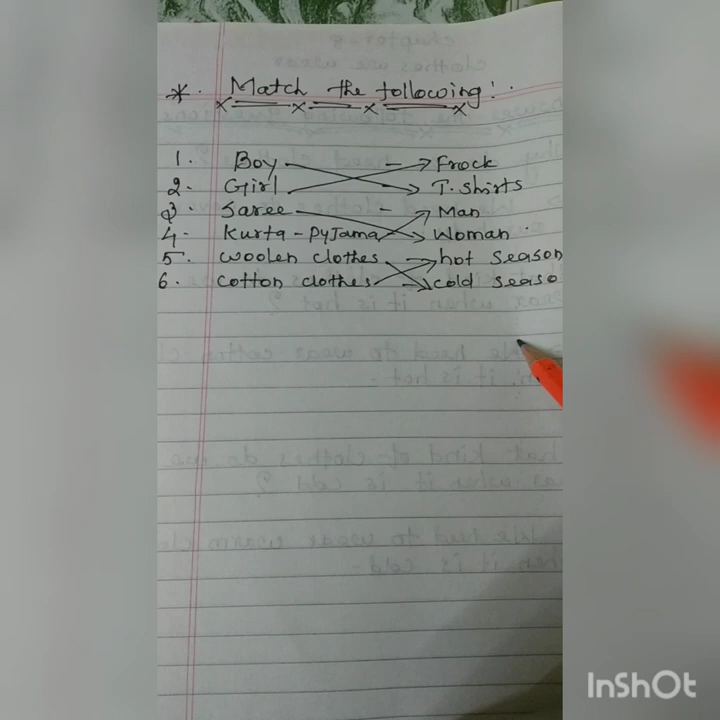 * Match the following:
1. Boy - Frock
2. Girl T. shirts
3. Saree - Man
4. Kurta - Pyjama Woman
5. woolen clothes hot season
6. cotton clothes cold seaso
InShOt